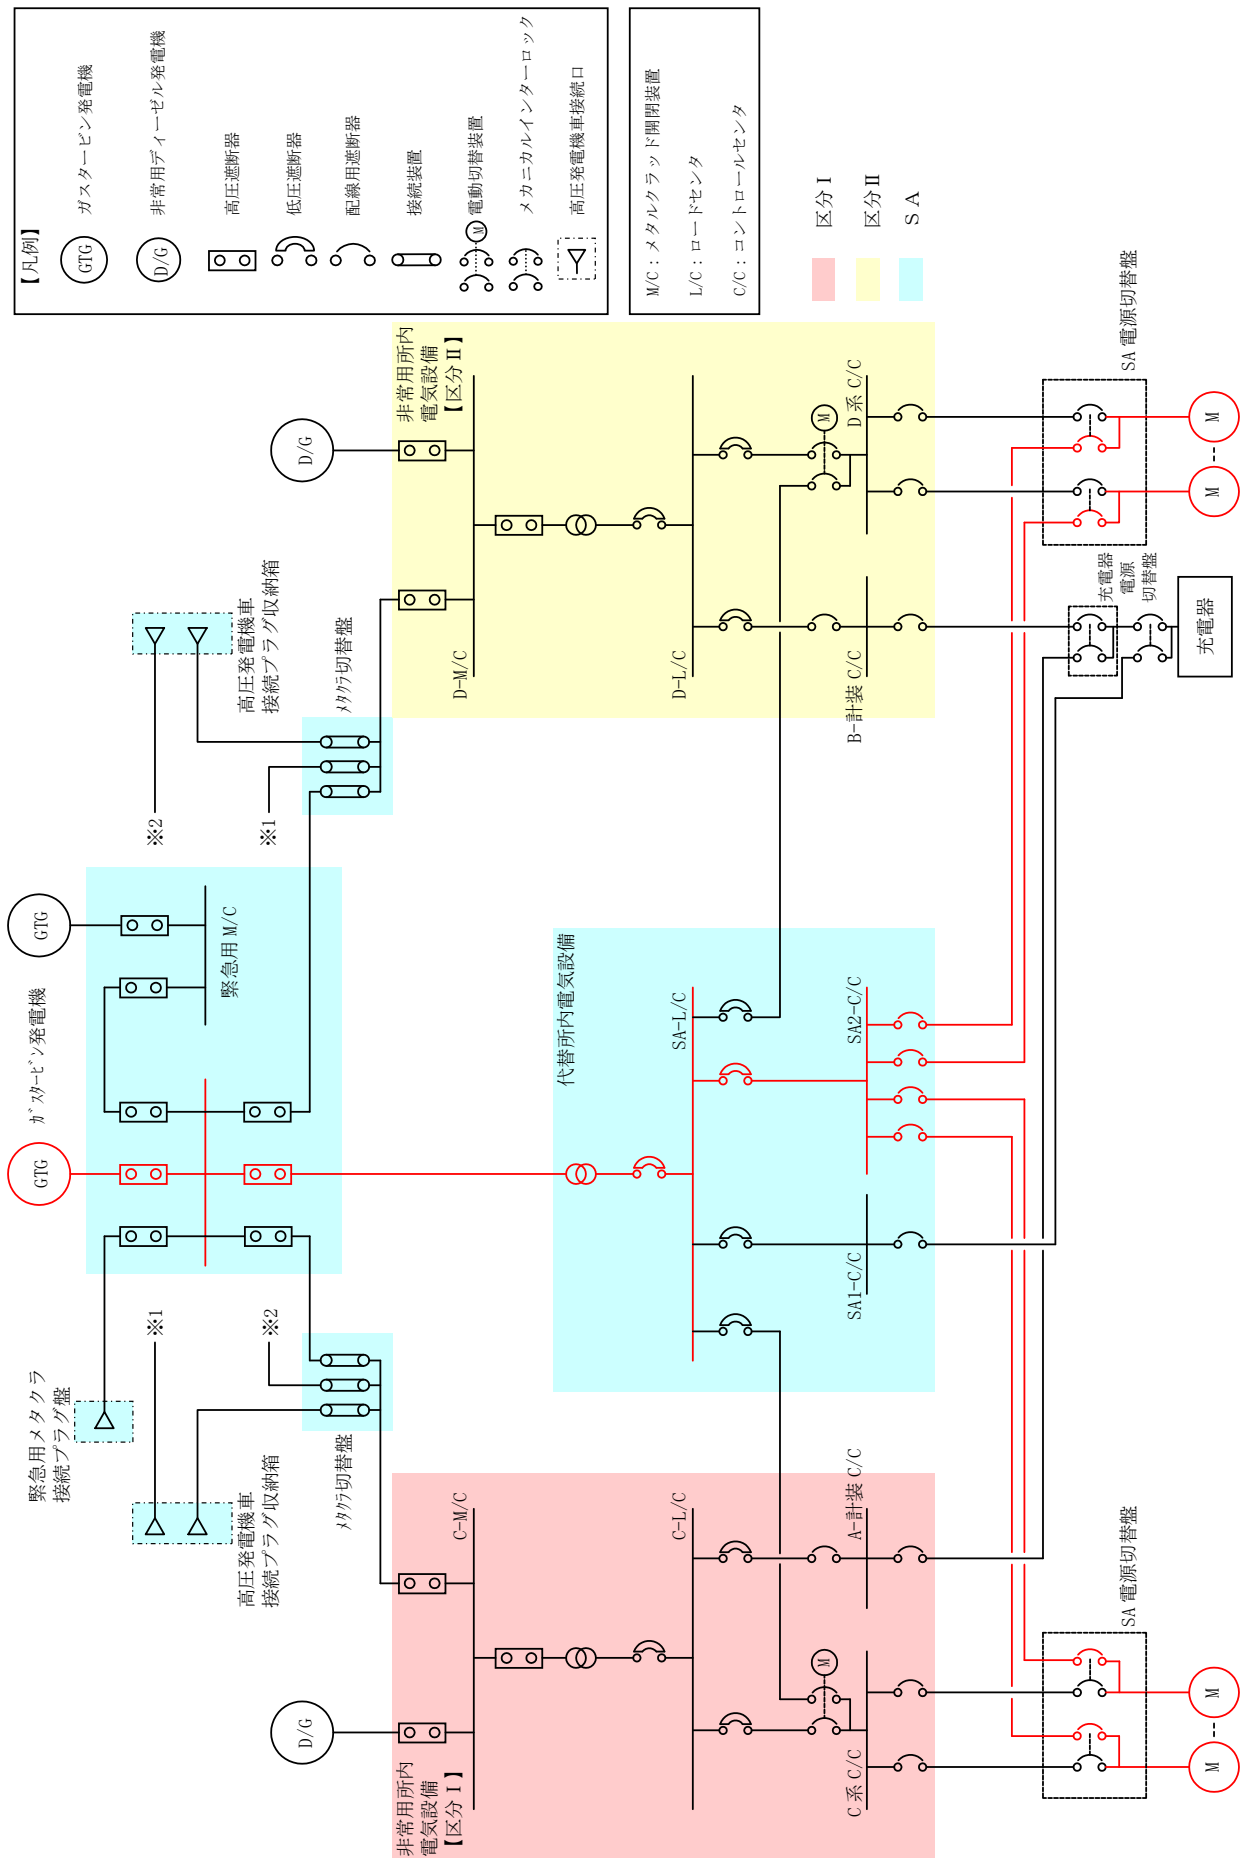 【凡例】
GTG
ガスタービン発電機
D/G
非常用ディーゼル発電機
高圧遮断器
低圧遮断器
配線用遮断器
接続装置
M
電動切替装置
メカニカルインターロック
高圧発電機車接続口
M/C：メタルクラッド開閉装置
L/C：ロードセンタ
C/C：コントロールセンタ
区分Ⅰ
区分Ⅱ
ＳＡ
緊急用メタクラ
接続プラグ盤
ｶﾞｽﾀｰﾋﾞﾝ発電機
GTG
GTG
緊急用 M/C
※1
※2
高圧発電機車
接続プラグ収納箱
ﾒﾀｸﾗ切替盤
※2
※1
高圧発電機車
接続プラグ収納箱
ﾒﾀｸﾗ切替盤
D/G
非常用所内
電気設備
【区分Ⅰ】
C-M/C
C-L/C
M
C 系 C/C
A-計装 C/C
代替所内電気設備
SA-L/C
SA1-C/C
SA2-C/C
D/G
非常用所内
電気設備
【区分Ⅱ】
D-M/C
D-L/C
M
B-計装 C/C
D 系 C/C
SA 電源切替盤
M
M
充電器
電源
切替盤
充電器
SA 電源切替盤
M
M